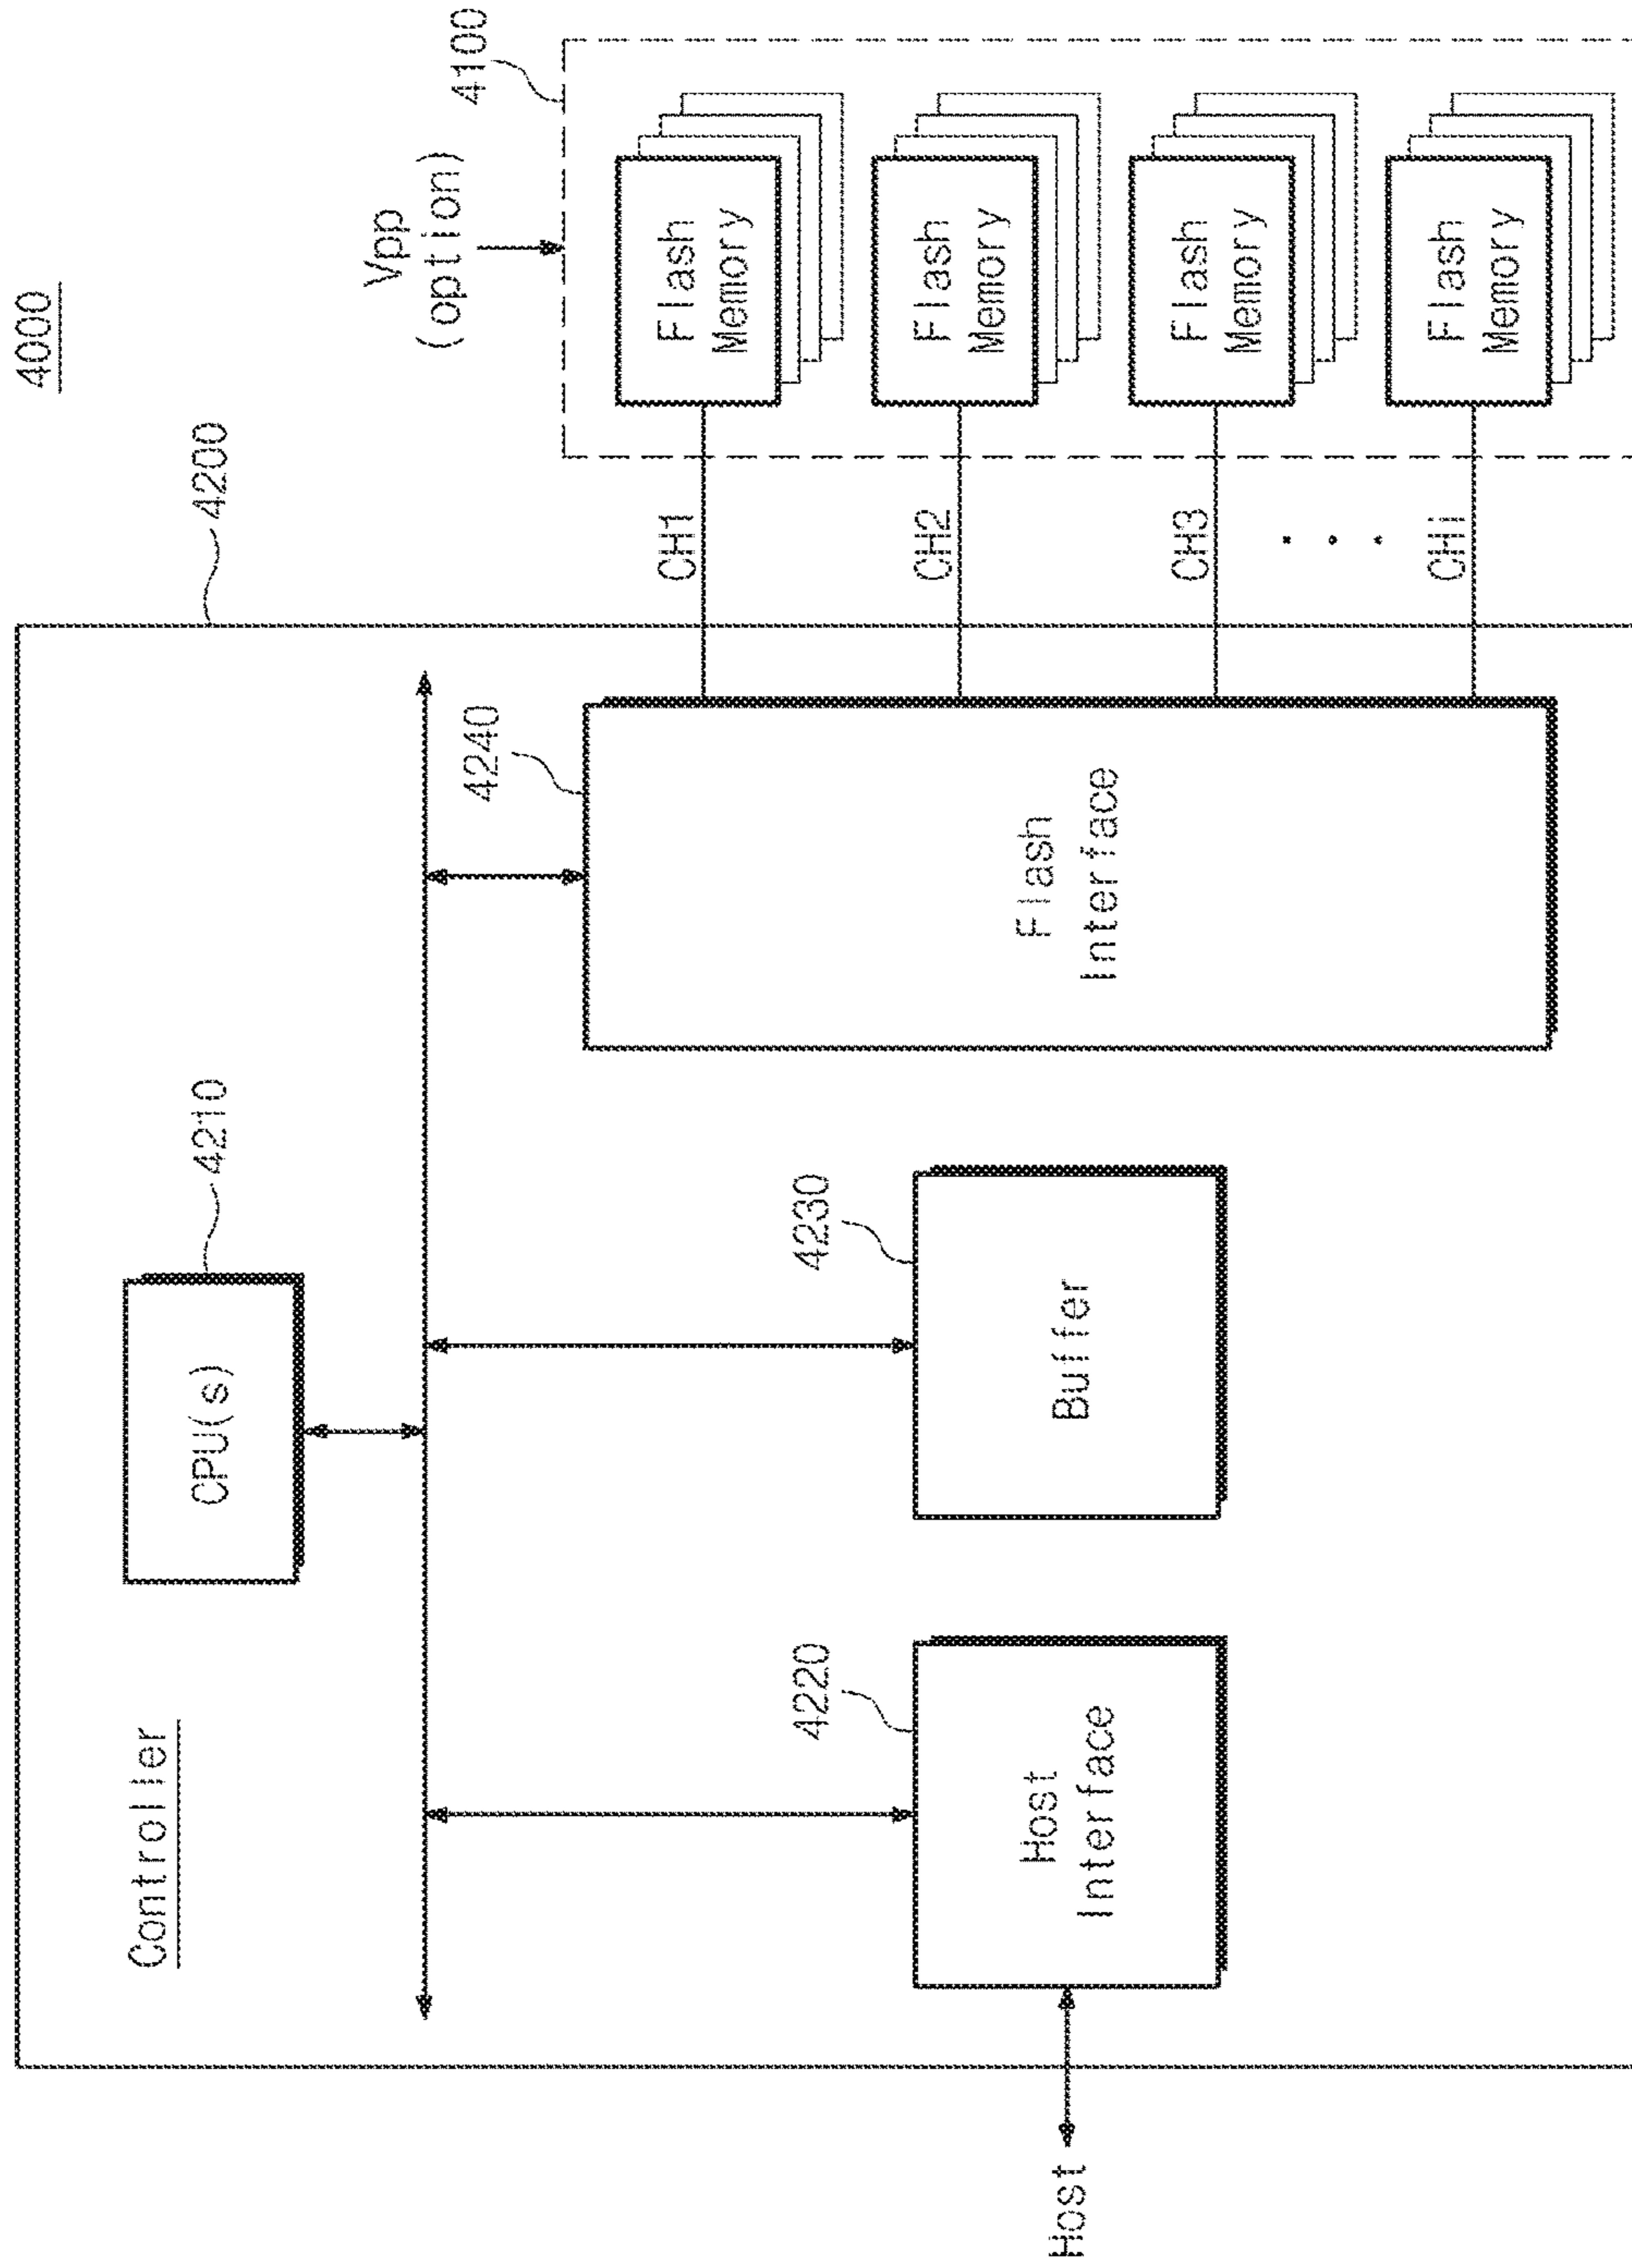 4000
4200
Controller
4210
CPU(s)
4240
Flash
Interface
4230
Buffer
4220
Host
Interface
Host
Vpp
(option)
4100
CH1
Flash
Memory
CH2
Flash
Memory
CH3
Flash
Memory
CHi
Flash
Memory